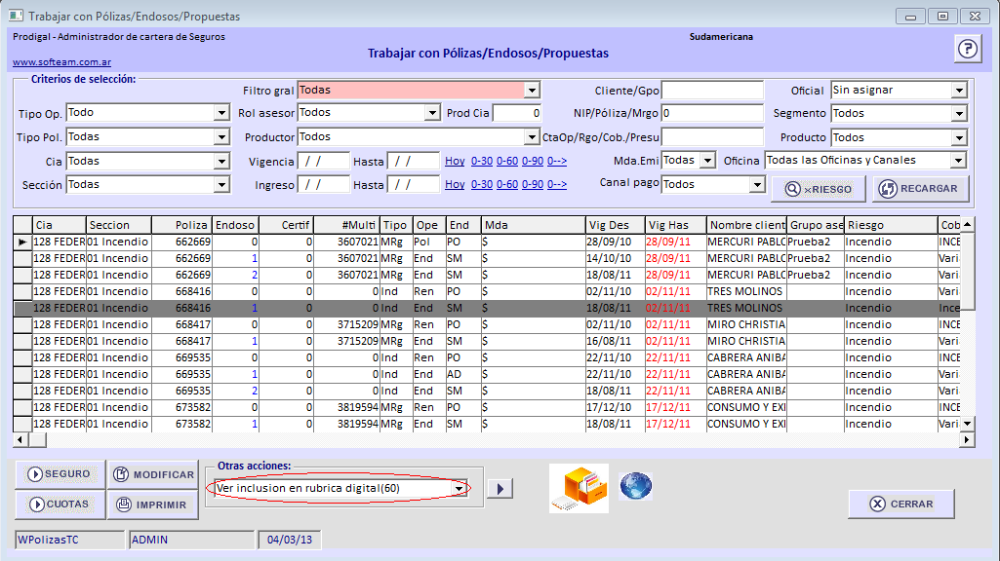 Trabajar con Pólizas/Endosos/Propuestas
Prodigal - Administrador de cartera de Seguros
Sudamericana
www.softeam.com.ar
Trabajar con Pólizas/Endosos/Propuestas
?
Criterios de selección:
Filtro gral Todas Cliente/Gpo Oficial Sin asignar
Tipo Op. Todo Rol asesor Todos Prod Cia 0 NIP/Póliza/Mrgo 0 Segmento Todos
Tipo Pol. Todas Productor Todos CtaOp/Rgo/Cob./Presu Producto Todos
Cia Todas Vigencia / / Hasta / / Hoy 0-30 0-60 0-90 0--> Mda.Emi Todas Oficina Todas las Oficinas y Canales
Sección Todas Ingreso / / Hasta / / Hoy 0-30 0-60 0-90 0--> Canal pago Todos ×RIESGO RECARGAR
Cia Seccion Poliza Endoso Certif #Multi Tipo Ope End Mda Vig Des Vig Has Nombre client Grupo ase Riesgo Cob
128 FEDER 01 Incendio 662669 0 0 3607021 MRg Pol PO $ 28/09/10 28/09/11 MERCURI PABLO Prueba2 Incendio INCE
128 FEDER 01 Incendio 662669 1 0 3607021 MRg End SM $ 14/10/10 28/09/11 MERCURI PABLO Prueba2 Incendio Vari
128 FEDER 01 Incendio 662669 2 0 3607021 MRg End SM $ 18/08/11 28/09/11 MERCURI PABLO Prueba2 Incendio Vari
128 FEDER 01 Incendio 668416 0 0 0 Ind Ren PO $ 02/11/10 02/11/11 TRES MOLINOS Incendio INCE
128 FEDER 01 Incendio 668416 1 0 0 Ind End SM $ 18/08/11 02/11/11 TRES MOLINOS Incendio Ince
128 FEDER 01 Incendio 668417 0 0 3715209 MRg Ren PO $ 02/11/10 02/11/11 MIRO CHRISTIA Incendio INCE
128 FEDER 01 Incendio 668417 1 0 3715209 MRg End SM $ 16/08/11 02/11/11 MIRO CHRISTIA Incendio Vari
128 FEDER 01 Incendio 669535 0 0 0 Ind Ren PO $ 22/11/10 22/11/11 CABRERA ANIBA Incendio INCE
128 FEDER 01 Incendio 669535 1 0 0 Ind End AD $ 22/11/10 22/11/11 CABRERA ANIBA Incendio Vari
128 FEDER 01 Incendio 669535 2 0 0 Ind End SM $ 18/08/11 22/11/11 CABRERA ANIBA Incendio Vari
128 FEDER 01 Incendio 673582 0 0 3819594 MRg Ren PO $ 17/12/10 17/12/11 CONSUMO Y EXI Incendio INCE
128 FEDER 01 Incendio 673582 1 0 3819594 MRg End SM $ 18/08/11 17/12/11 CONSUMO Y EXI Incendio Vari
SEGURO MODIFICAR Otras acciones:
Ver inclusion en rubrica digital(60)
CUOTAS IMPRIMIR CERRAR
WPolizasTC ADMIN 04/03/13